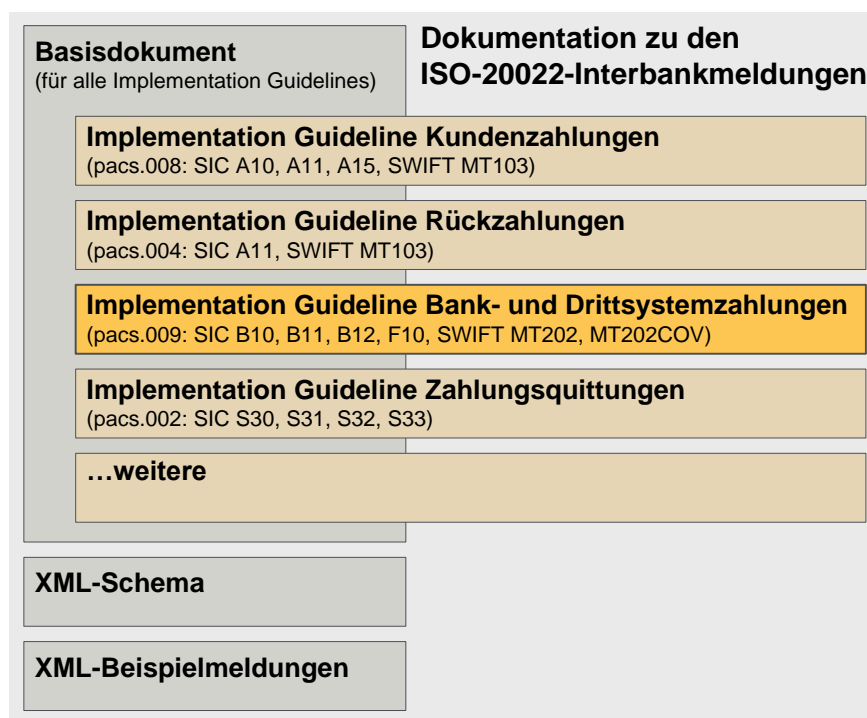 Basisdokument
(für alle Implementation Guidelines)
Dokumentation zu den
ISO-20022-Interbankmeldungen
Implementation Guideline Kundenzahlungen
(pacs.008: SIC A10, A11, A15, SWIFT MT103)
Implementation Guideline Rückzahlungen
(pacs.004: SIC A11, SWIFT MT103)
Implementation Guideline Bank- und Drittsystemzahlungen
(pacs.009: SIC B10, B11, B12, F10, SWIFT MT202, MT202COV)
Implementation Guideline Zahlungsquittungen
(pacs.002: SIC S30, S31, S32, S33)
…weitere
XML-Schema
XML-Beispielmeldungen